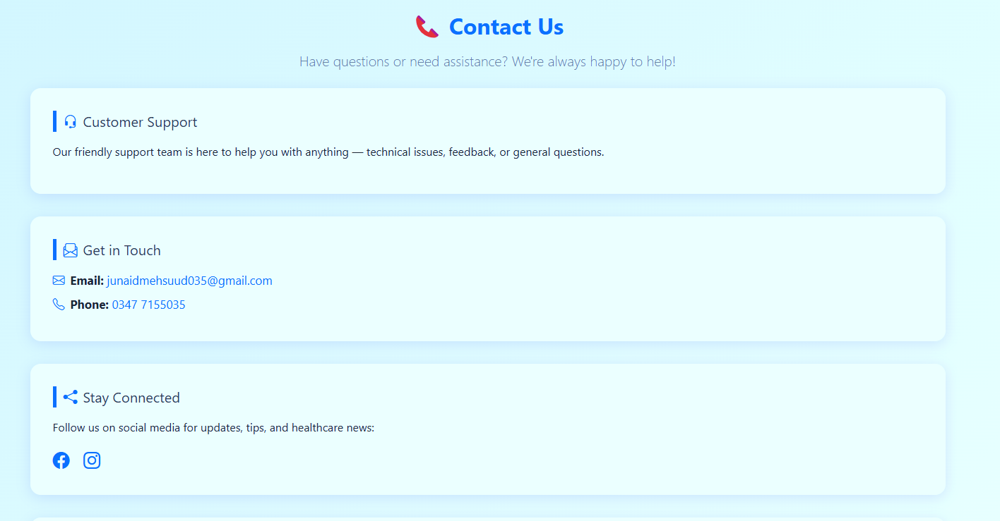 Contact Us
Have questions or need assistance? We're always happy to help!
Customer Support
Our friendly support team is here to help you with anything — technical issues, feedback, or general questions.
Get in Touch
Email: junaidmehsuud035@gmail.com
Phone: 0347 7155035
Stay Connected
Follow us on social media for updates, tips, and healthcare news: